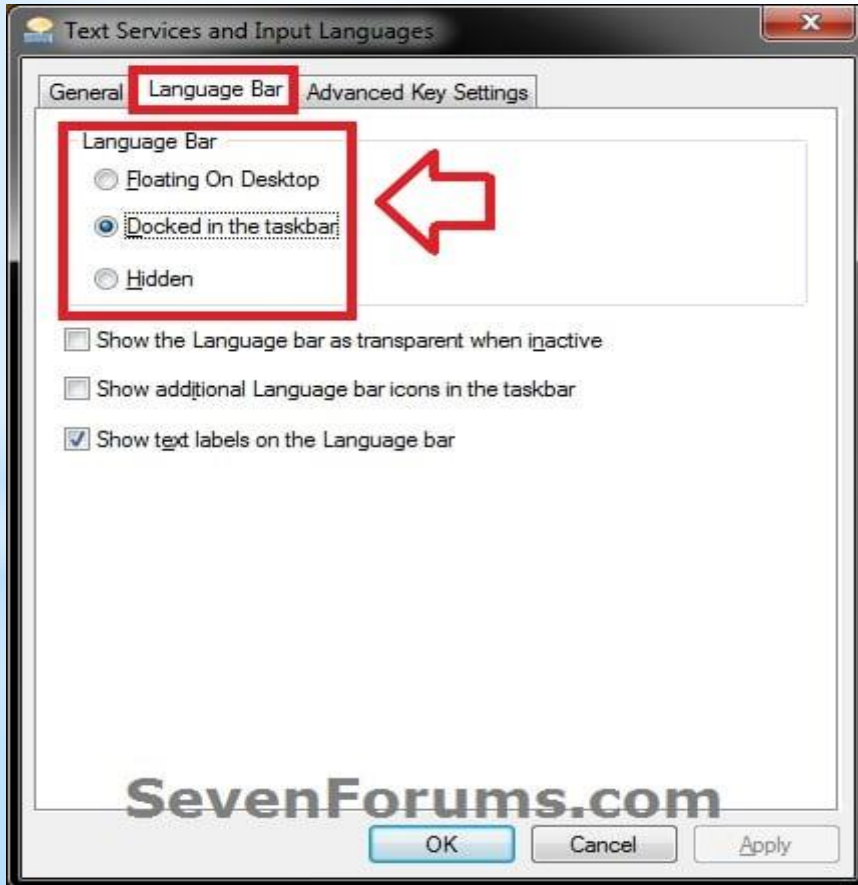 Text Services and Input Languages
General Language Bar Advanced Key Settings
Language Bar
Floating On Desktop
Docked in the taskbar
Hidden
Show the Language bar as transparent when inactive
Show additional Language bar icons in the taskbar
Show text labels on the Language bar
SevenForums.com
OK Cancel Apply